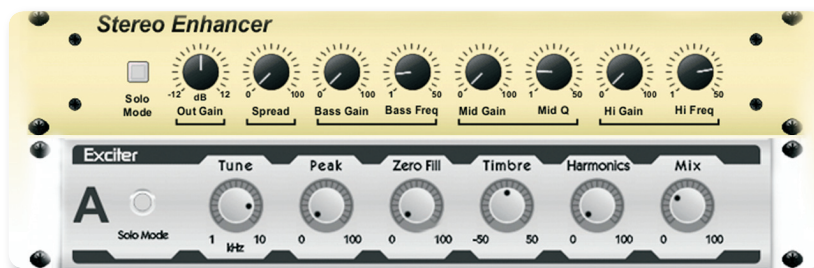 Stereo Enhancer
Solo
Mode
-12 dB 12
Out Gain
0 100
Spread
0 100
Bass Gain
1 50
Bass Freq
0 100
Mid Gain
1 50
Mid Q
0 100
Hi Gain
1 50
Hi Freq
Exciter
A
Solo Mode
Tune
1 kHz 10
Peak
0 100
Zero Fill
0 100
Timbre
-50 50
Harmonics
0 100
Mix
0 100